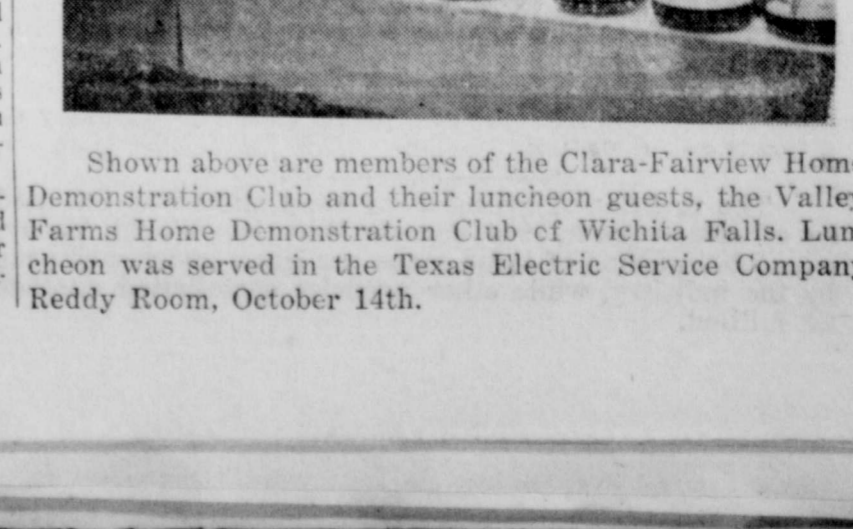 Shown above are members of the Clara-Fairview Hom
Demonstration Club and their luncheon guests, the Valle
Farms Home Demonstration Club of Wichita Falls. Lun
cheon was served in the Texas Electric Service Compan
Reddy Room, October 14th.